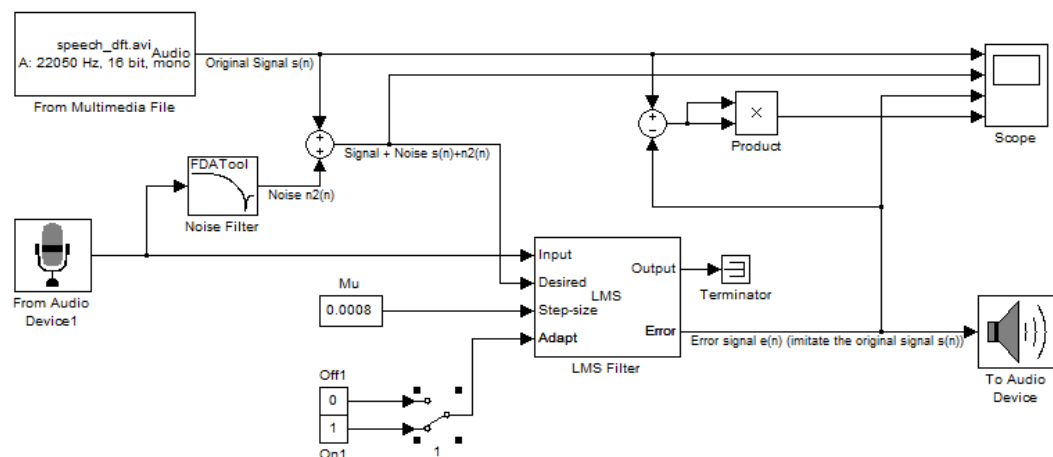 speech_dft.avi
Audio
A: 22050 Hz, 16 bit, mono
From Multimedia File
Original Signal s(n)
+
+
Signal + Noise s(n)+n2(n)
+
−
×
Product
Scope
FDATool
Noise n2(n)
Noise Filter
From Audio
Device1
Mu
0.0008
Input
Desired
Step-size
Adapt
LMS
Output
Error
LMS Filter
Terminator
Error signal e(n) (imitate the original signal s(n))
To Audio
Device
Off1
0
1
On1
1